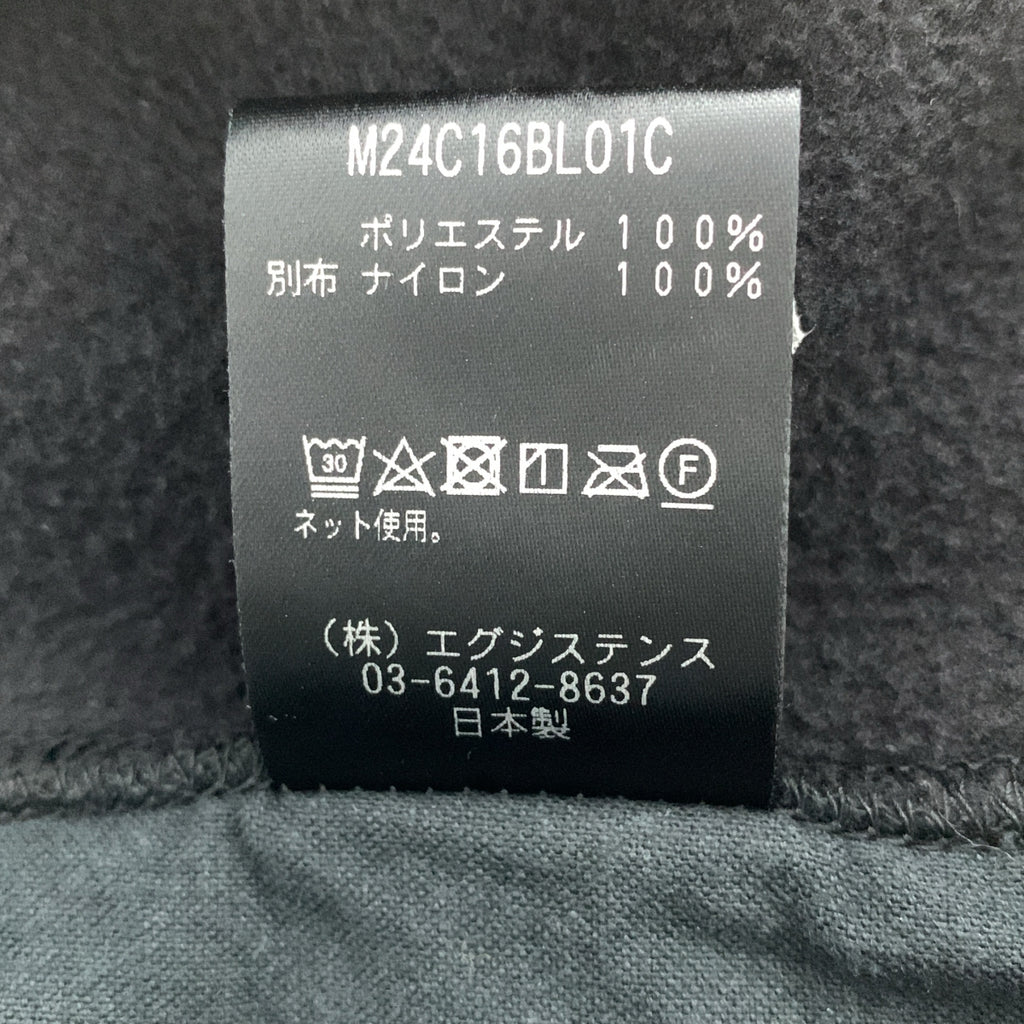 M24C16BL01C
ポリエステル 100%
別布 ナイロン 100%
30 F
ネット使用。
（株）エグジステンス
03-6412-8637
日本製